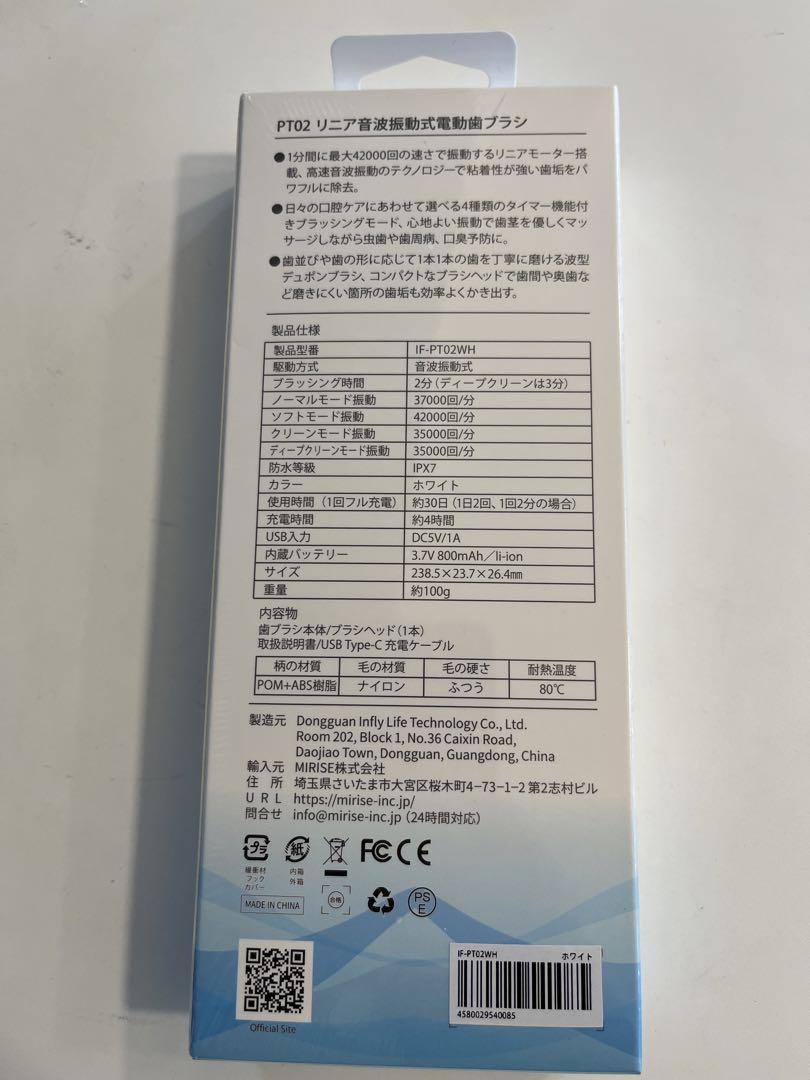 PT02 リニア音波振動式電動歯ブラシ
●1分間に最大42000回の速さで振動するリニアモーター搭
載、高速音波振動のテクノロジーで粘着性が強い歯垢をパ
ワフルに除去。
●日々の口腔ケアにあわせて選べる4種類のタイマー機能付
きブラッシングモード、心地よい振動で歯茎を優しくマッ
サージしながら虫歯や歯周病、口臭予防に。
●歯並びや歯の形に応じて1本1本の歯を丁寧に磨ける波型
デュポンブラシ、コンパクトなブラシヘッドで歯間や奥歯な
ど磨きにくい箇所の歯垢も効率よくかき出す。
製品仕様
製品型番 IF-PT02WH
駆動方式 音波振動式
ブラッシング時間 2分（ディープクリーンは3分）
ノーマルモード振動 37000回/分
ソフトモード振動 42000回/分
クリーンモード振動 35000回/分
ディープクリーンモード振動 35000回/分
防水等級 IPX7
カラー ホワイト
使用時間（1回フル充電） 約30日（1日2回、1回2分の場合）
充電時間 約4時間
USB入力 DC5V/1A
内蔵バッテリー 3.7V 800mAh／li-ion
サイズ 238.5×23.7×26.4㎜
重量 約100g
内容物
歯ブラシ本体/ブラシヘッド（1本）
取扱説明書/USB Type-C 充電ケーブル
柄の材質 毛の材質 毛の硬さ 耐熱温度
POM+ABS樹脂 ナイロン ふつう 80℃
製造元 Dongguan Infly Life Technology Co., Ltd.
Room 202, Block 1, No.36 Caixin Road,
Daojiao Town, Dongguan, Guangdong, China
輸入元 MIRISE株式会社
住 所 埼玉県さいたま市大宮区桜木町4−73−1−2 第2志村ビル
U R L https://mirise-inc.jp/
問合せ info@mirise-inc.jp（24時間対応）
プラ 紙 FC CE
緩衝材 内箱
フック 外箱
カバー
MADE IN CHINA 合格 PS
E
IF-PT02WH ホワイト
4580029540085
Official Site